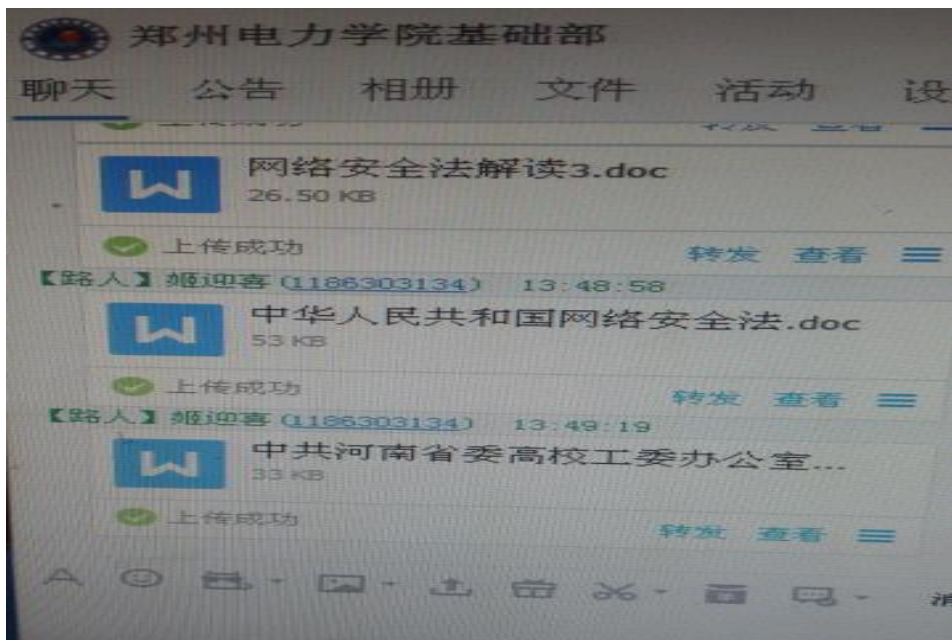 郑州电力学院基础部
聊天 公告 相册 文件 活动 设
网络安全法解读3.doc
26.50 KB
上传成功 转发 查看
【路人】姬迎喜(1186303134) 13:48:58
中华人民共和国网络安全法.doc
53 KB
上传成功 转发 查看
【路人】姬迎喜(1186303134) 13:49:19
中共河南省委高校工委办公室...
33 KB
上传成功 转发 查看